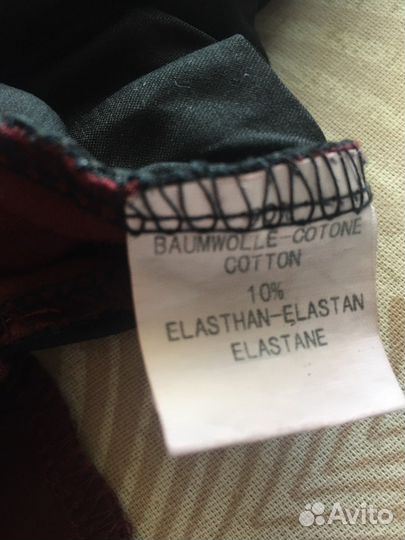 BAUMWOLLE-COTONE
COTTON
10%
ELASTHAN-ELASTAN
ELASTANE
Avito